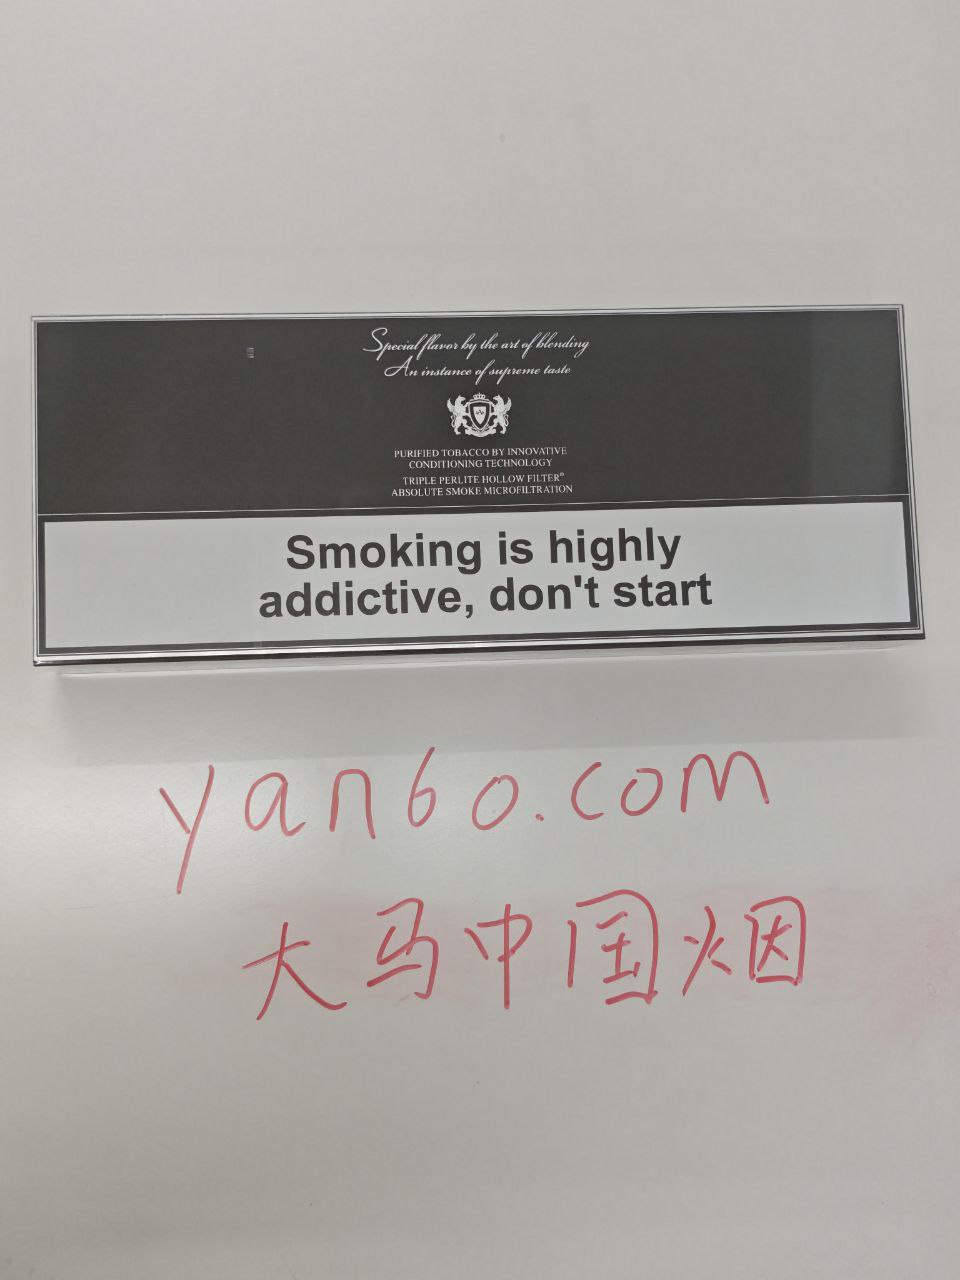 Special flavor by the art of blending
An instance of supreme taste
PURIFIED TOBACCO BY INNOVATIVE
CONDITIONING TECHNOLOGY
TRIPLE PERLITE HOLLOW FILTER®
ABSOLUTE SMOKE MICROFILTRATION
Smoking is highly
addictive, don't start
yan60.com
大马中国烟